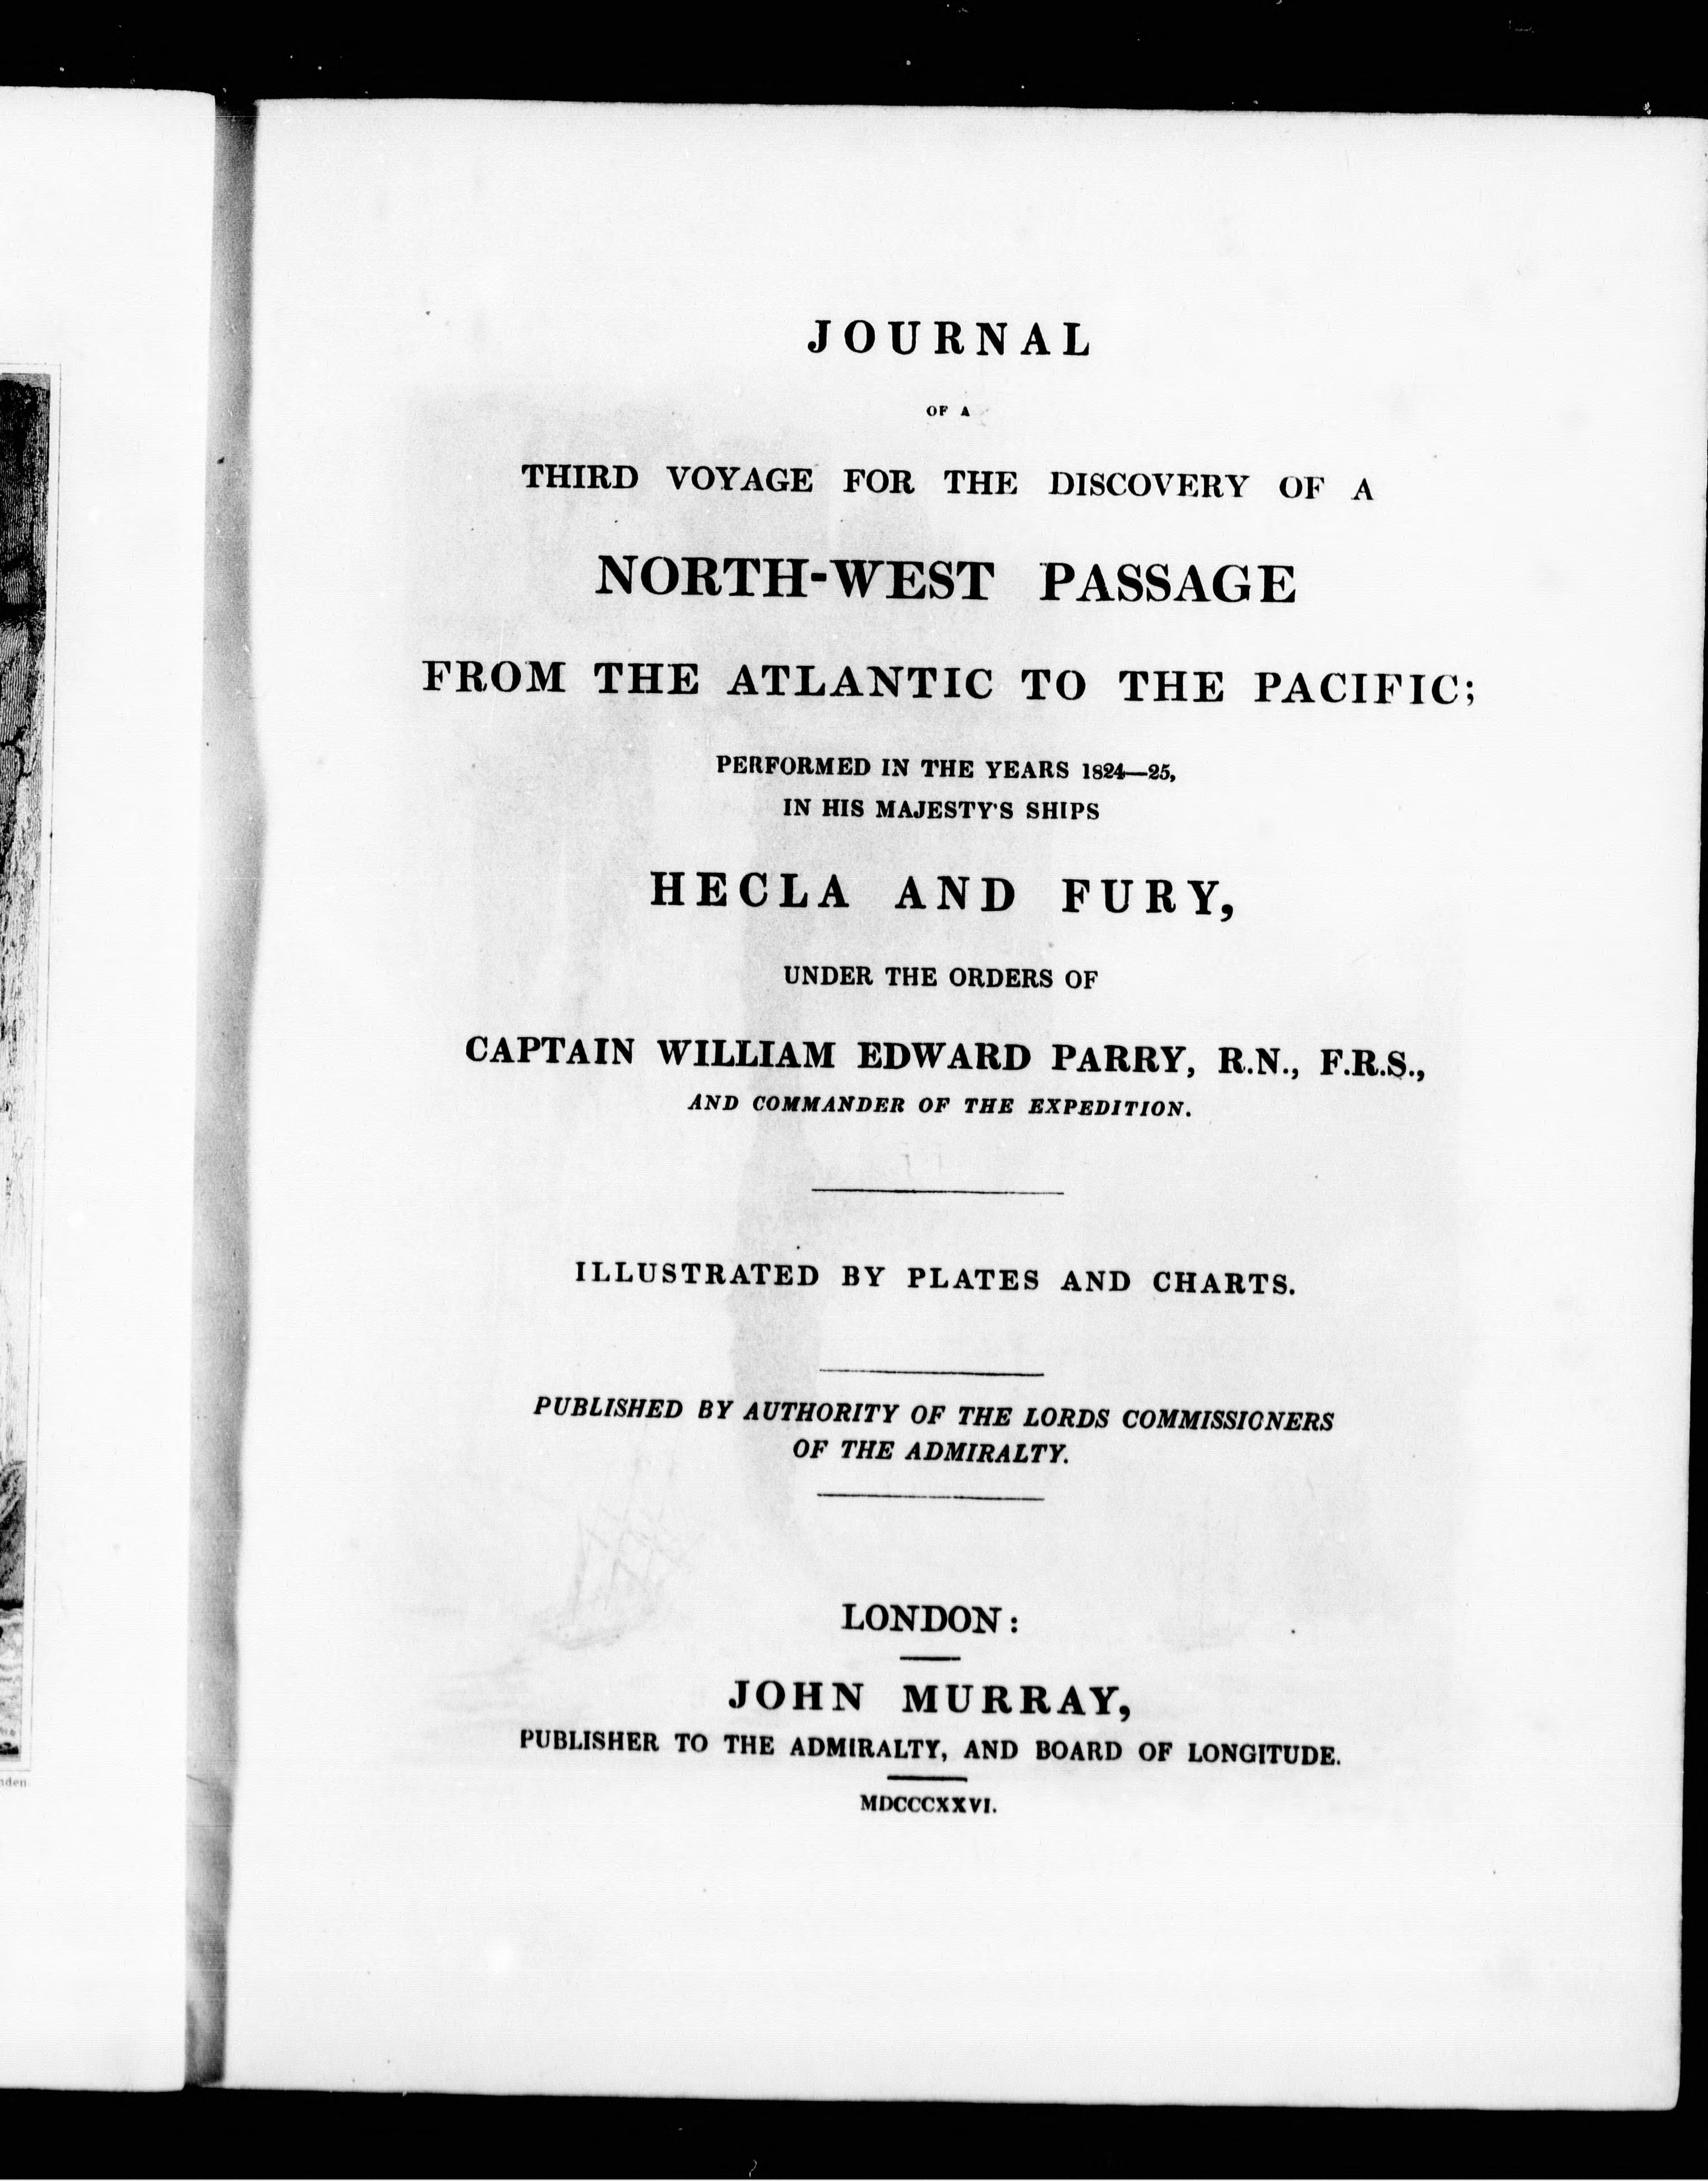 JOURNAL
OF A
THIRD VOYAGE FOR THE DISCOVERY OF A
NORTH-WEST PASSAGE
FROM THE ATLANTIC TO THE PACIFIC;
PERFORMED IN THE YEARS 1824—25,
IN HIS MAJESTY'S SHIPS
HECLA AND FURY,
UNDER THE ORDERS OF
CAPTAIN WILLIAM EDWARD PARRY, R.N., F.R.S.,
AND COMMANDER OF THE EXPEDITION.
ILLUSTRATED BY PLATES AND CHARTS.
PUBLISHED BY AUTHORITY OF THE LORDS COMMISSIONERS
OF THE ADMIRALTY.
LONDON:
JOHN MURRAY,
PUBLISHER TO THE ADMIRALTY, AND BOARD OF LONGITUDE.
MDCCCXXVI.